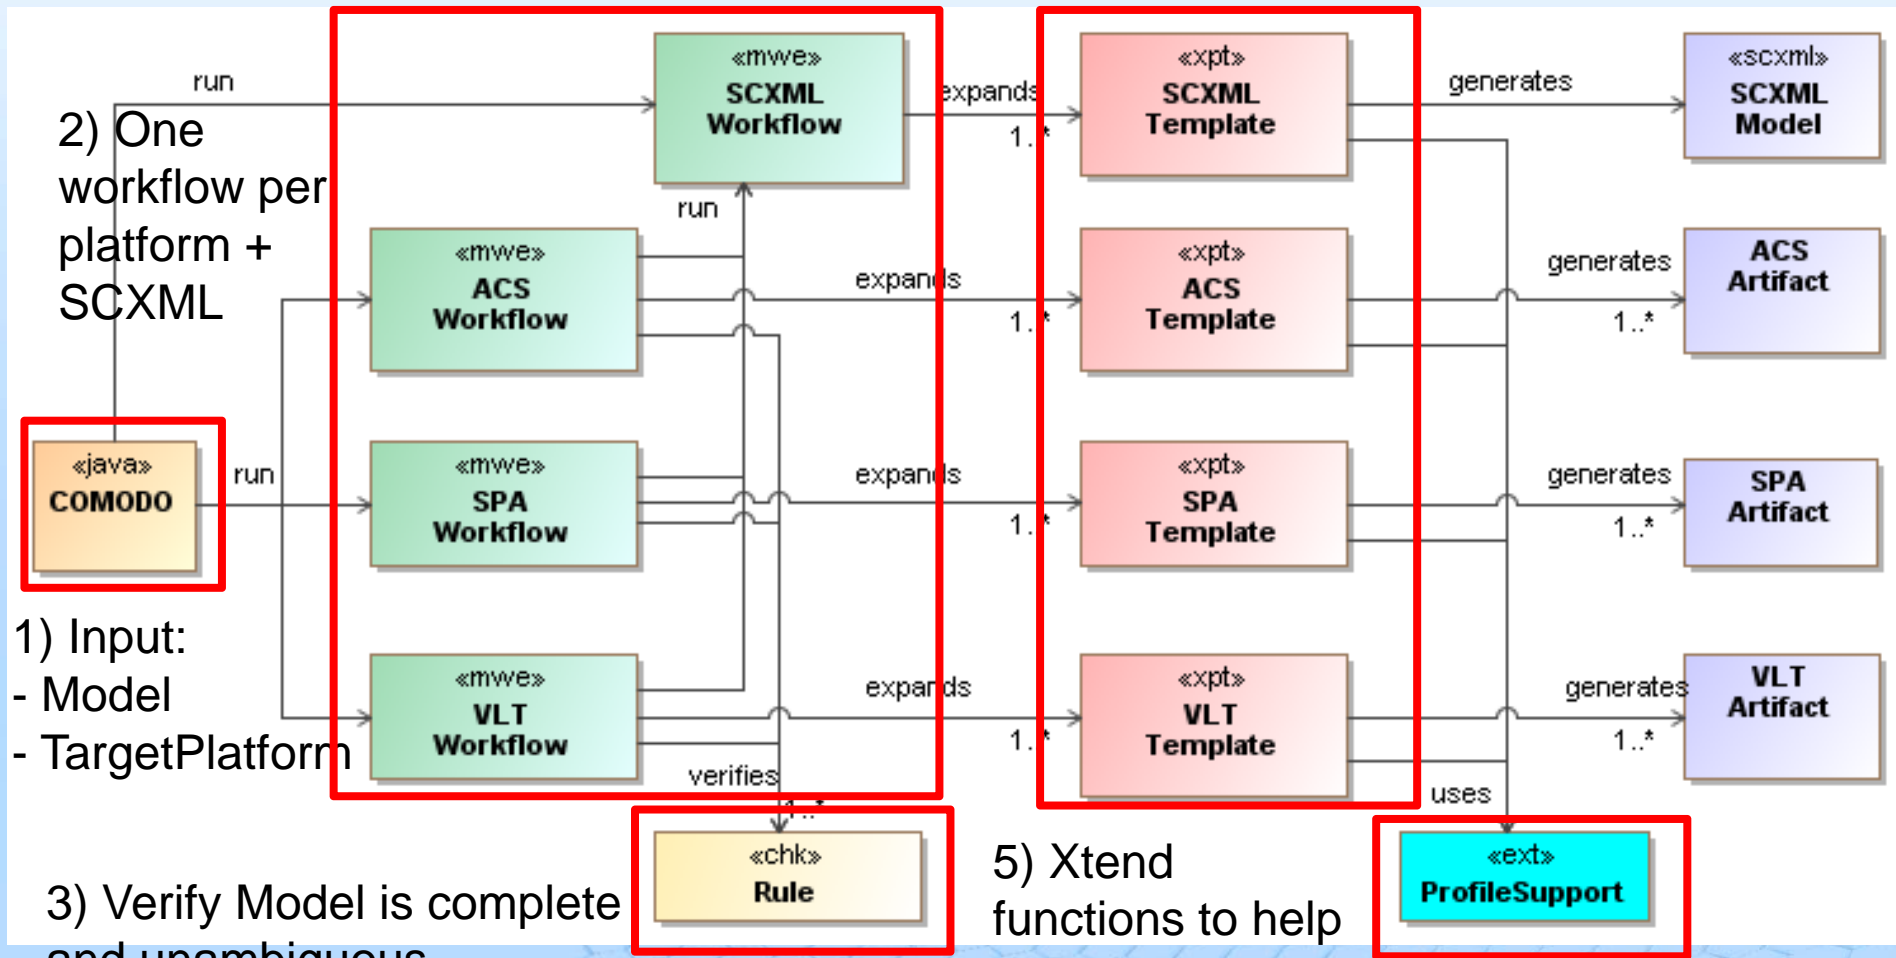 run
2) One
workflow per
platform +
SCXML
«mwe»
SCXML
Workflow
expands
1..*
«xpt»
SCXML
Template
generates
«scxml»
SCXML
Model
run
«mwe»
ACS
Workflow
expands
1..*
«xpt»
ACS
Template
generates
1..*
ACS
Artifact
«java»
COMODO
run
«mwe»
SPA
Workflow
expands
1..*
«xpt»
SPA
Template
generates
1..*
SPA
Artifact
1) Input:
- Model
- TargetPlatform
«mwe»
VLT
Workflow
expands
1..*
«xpt»
VLT
Template
generates
1..*
VLT
Artifact
verifies
1..*
uses
«chk»
Rule
3) Verify Model is complete
and unambiguous
5) Xtend
functions to help
«ext»
ProfileSupport